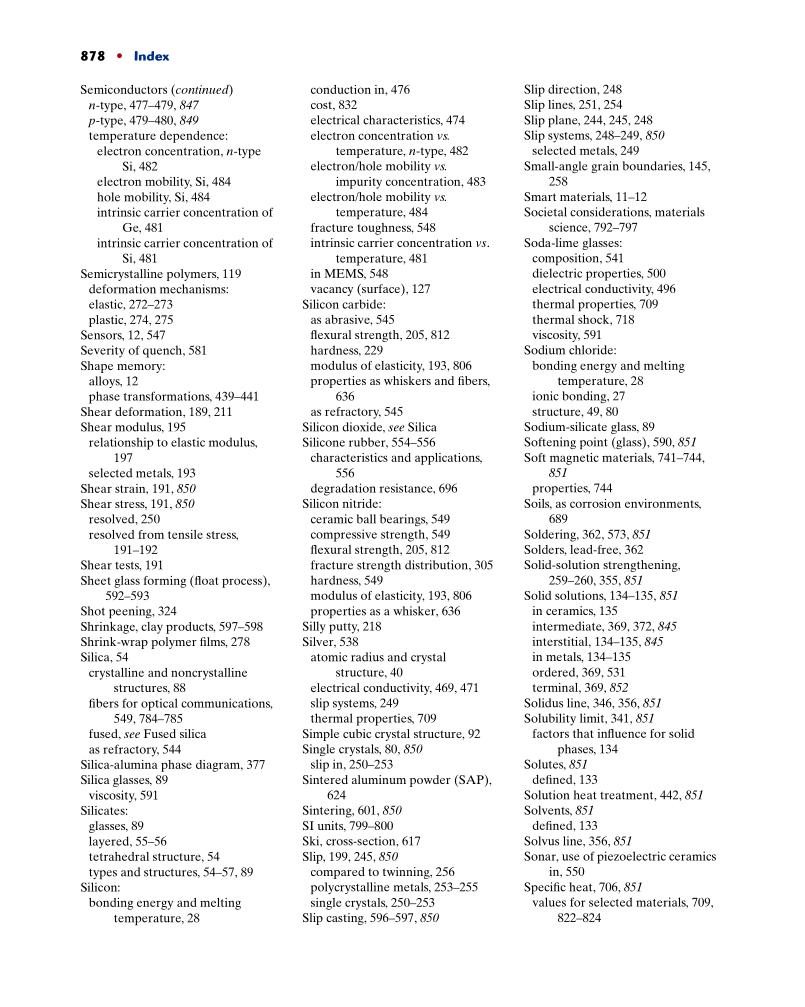 878 • Index
Semiconductors (continued)
n-type, 477–479, 847
p-type, 479–480, 849
temperature dependence:
electron concentration, n-type
Si, 482
electron mobility, Si, 484
hole mobility, Si, 484
intrinsic carrier concentration of
Ge, 481
intrinsic carrier concentration of
Si, 481
Semicrystalline polymers, 119
deformation mechanisms:
elastic, 272–273
plastic, 274, 275
Sensors, 12, 547
Severity of quench, 581
Shape memory:
alloys, 12
phase transformations, 439–441
Shear deformation, 189, 211
Shear modulus, 195
relationship to elastic modulus,
197
selected metals, 193
Shear strain, 191, 850
Shear stress, 191, 850
resolved, 250
resolved from tensile stress,
191–192
Shear tests, 191
Sheet glass forming (float process),
592–593
Shot peening, 324
Shrinkage, clay products, 597–598
Shrink-wrap polymer films, 278
Silica, 54
crystalline and noncrystalline
structures, 88
fibers for optical communications,
549, 784–785
fused, see Fused silica
as refractory, 544
Silica-alumina phase diagram, 377
Silica glasses, 89
viscosity, 591
Silicates:
glasses, 89
layered, 55–56
tetrahedral structure, 54
types and structures, 54–57, 89
Silicon:
bonding energy and melting
temperature, 28
conduction in, 476
cost, 832
electrical characteristics, 474
electron concentration vs.
temperature, n-type, 482
electron/hole mobility vs.
impurity concentration, 483
electron/hole mobility vs.
temperature, 484
fracture toughness, 548
intrinsic carrier concentration vs.
temperature, 481
in MEMS, 548
vacancy (surface), 127
Silicon carbide:
as abrasive, 545
flexural strength, 205, 812
hardness, 229
modulus of elasticity, 193, 806
properties as whiskers and fibers,
636
as refractory, 545
Silicon dioxide, see Silica
Silicone rubber, 554–556
characteristics and applications,
556
degradation resistance, 696
Silicon nitride:
ceramic ball bearings, 549
compressive strength, 549
flexural strength, 205, 812
fracture strength distribution, 305
hardness, 549
modulus of elasticity, 193, 806
properties as a whisker, 636
Silly putty, 218
Silver, 538
atomic radius and crystal
structure, 40
electrical conductivity, 469, 471
slip systems, 249
thermal properties, 709
Simple cubic crystal structure, 92
Single crystals, 80, 850
slip in, 250–253
Sintered aluminum powder (SAP),
624
Sintering, 601, 850
SI units, 799–800
Ski, cross-section, 617
Slip, 199, 245, 850
compared to twinning, 256
polycrystalline metals, 253–255
single crystals, 250–253
Slip casting, 596–597, 850
Slip direction, 248
Slip lines, 251, 254
Slip plane, 244, 245, 248
Slip systems, 248–249, 850
selected metals, 249
Small-angle grain boundaries, 145,
258
Smart materials, 11–12
Societal considerations, materials
science, 792–797
Soda-lime glasses:
composition, 541
dielectric properties, 500
electrical conductivity, 496
thermal properties, 709
thermal shock, 718
viscosity, 591
Sodium chloride:
bonding energy and melting
temperature, 28
ionic bonding, 27
structure, 49, 80
Sodium-silicate glass, 89
Softening point (glass), 590, 851
Soft magnetic materials, 741–744,
851
properties, 744
Soils, as corrosion environments,
689
Soldering, 362, 573, 851
Solders, lead-free, 362
Solid-solution strengthening,
259–260, 355, 851
Solid solutions, 134–135, 851
in ceramics, 135
intermediate, 369, 372, 845
interstitial, 134–135, 845
in metals, 134–135
ordered, 369, 531
terminal, 369, 852
Solidus line, 346, 356, 851
Solubility limit, 341, 851
factors that influence for solid
phases, 134
Solutes, 851
defined, 133
Solution heat treatment, 442, 851
Solvents, 851
defined, 133
Solvus line, 356, 851
Sonar, use of piezoelectric ceramics
in, 550
Specific heat, 706, 851
values for selected materials, 709,
822–824